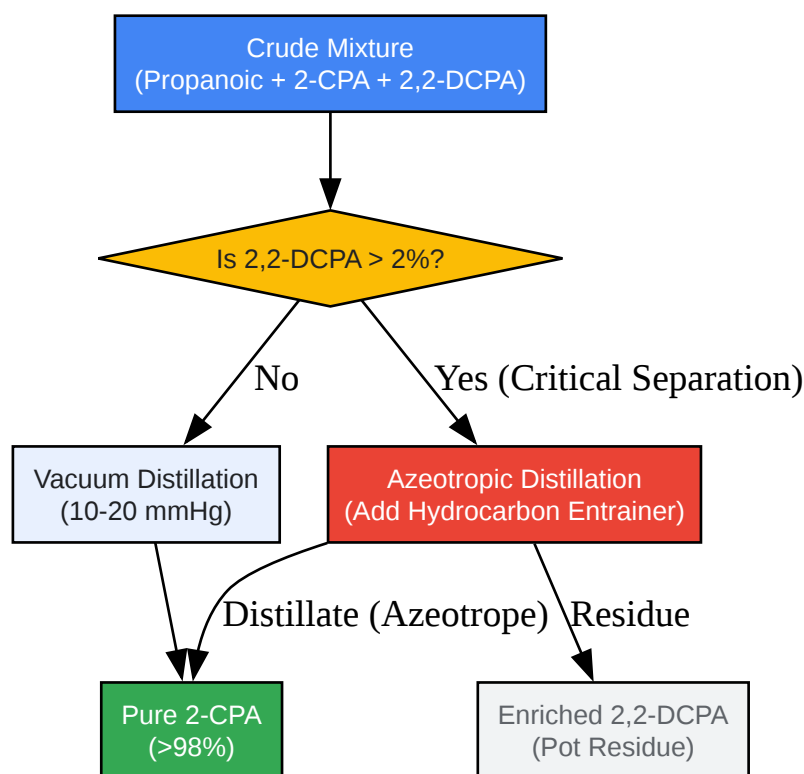 Crude Mixture
(Propanoic + 2-CPA + 2,2-DCPA)
Is 2,2-DCPA > 2%?
No
Yes (Critical Separation)
Vacuum Distillation
(10-20 mmHg)
Azeotropic Distillation
(Add Hydrocarbon Entrainer)
Distillate (Azeotrope)
Residue
Pure 2-CPA
(>98%)
Enriched 2,2-DCPA
(Pot Residue)